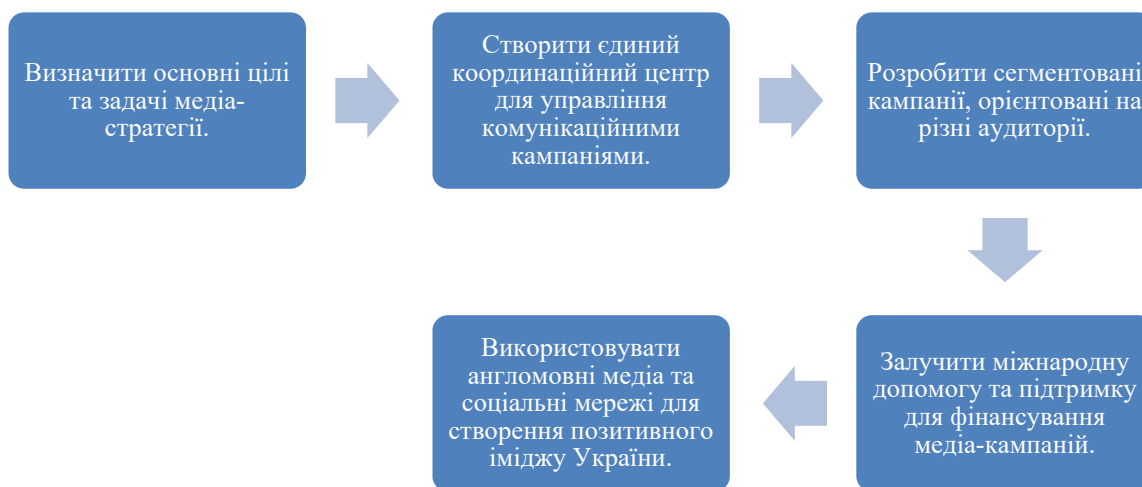 Визначити основні цілі
та задачі медіа-
стратегії.
Створити єдиний
координаційний центр
для управління
комунікаційними
кампаніями.
Розробити сегментовані
кампанії, орієнтовані на
різні аудиторії.
Залучити міжнародну
допомогу та підтримку
для фінансування
медіа-кампаній.
Використовувати
англомовні медіа та
соціальні мережі для
створення позитивного
іміджу України.